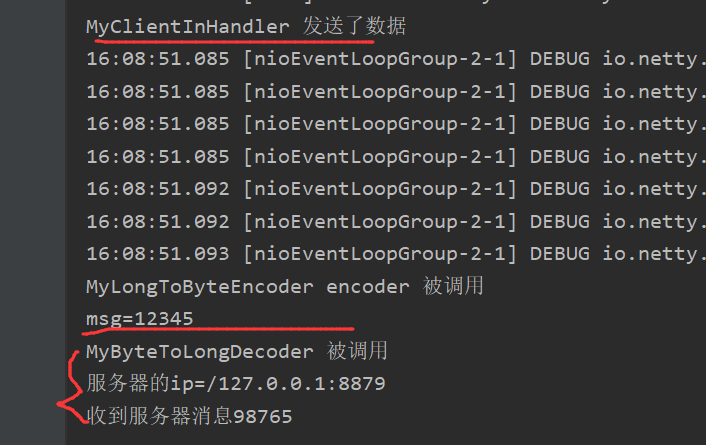 MyClientInHandler 发送了数据
16:08:51.085 [nioEventLoopGroup-2-1] DEBUG io.netty.
16:08:51.085 [nioEventLoopGroup-2-1] DEBUG io.netty.
16:08:51.085 [nioEventLoopGroup-2-1] DEBUG io.netty.
16:08:51.085 [nioEventLoopGroup-2-1] DEBUG io.netty.
16:08:51.092 [nioEventLoopGroup-2-1] DEBUG io.netty.
16:08:51.092 [nioEventLoopGroup-2-1] DEBUG io.netty.
16:08:51.093 [nioEventLoopGroup-2-1] DEBUG io.netty.
MyLongToByteEncoder encoder 被调用
msg=12345
MyByteToLongDecoder 被调用
服务器的ip=/127.0.0.1:8879
收到服务器消息98765